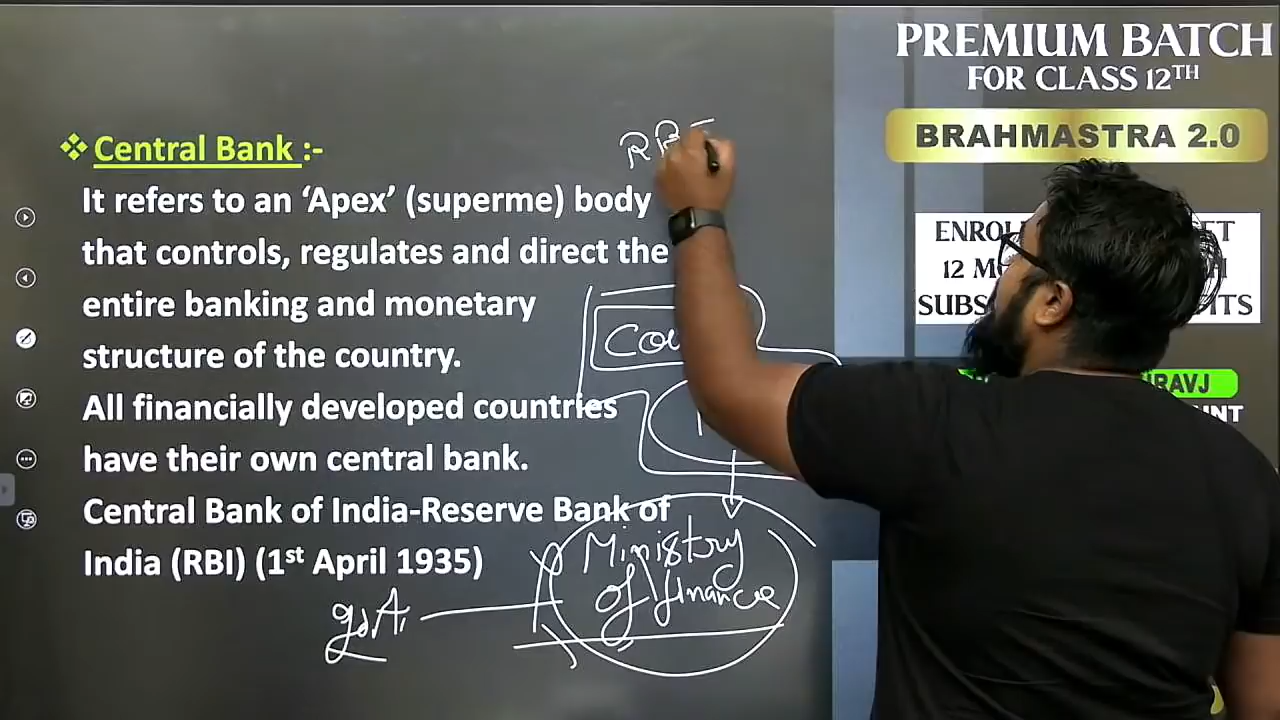 PREMIUM BATCH
FOR CLASS 12TH
BRAHMASTRA 2.0
❖ Central Bank :-
It refers to an ‘Apex’ (superme) body
that controls, regulates and direct the
entire banking and monetary
structure of the country.
All financially developed countries
have their own central bank.
Central Bank of India-Reserve Bank of
India (RBI) (1st April 1935)
Ministry
of finance
12